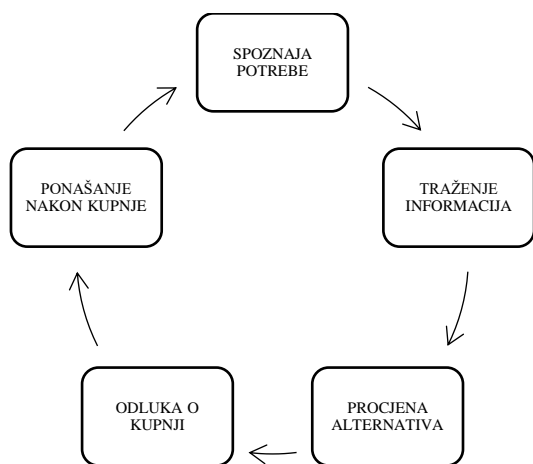 SPOZNAJA
POTREBE
TRAŽENJE
INFORMACIJA
PROCJENA
ALTERNATIVA
ODLUKA O
KUPNJI
PONAŠANJE
NAKON KUPNJE